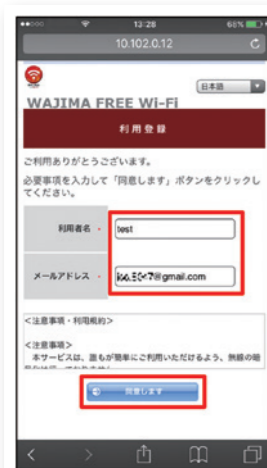 13:28
68%
10.102.0.12
日本語
WAJIMA FREE Wi-Fi
利用登録
ご利用ありがとうございます。
必要事項を入力して「同意します」ボタンをクリックし
てください。
利用者名
test
メールアドレス
@gmail.com
<注意事項・利用規約>
<注意事項>
本サービスは、誰もが簡単にご利用いただけるよう、無線の暗
同意します